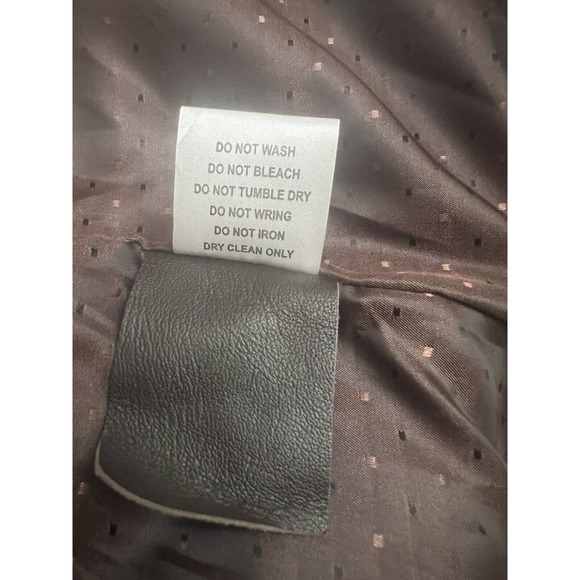 DO NOT WASH
DO NOT BLEACH
DO NOT TUMBLE DRY
DO NOT WRING
DO NOT IRON
DRY CLEAN ONLY